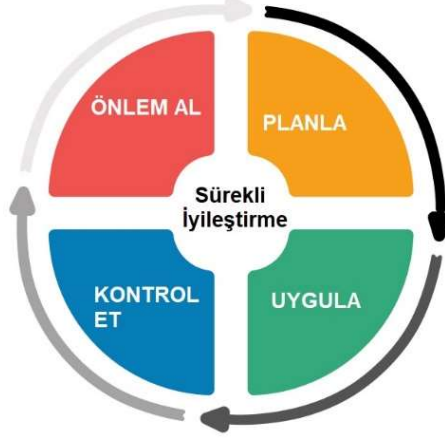 ÖNLEM AL
PLANLA
Sürekli
İyileştirme
KONTROL
ET
UYGULA